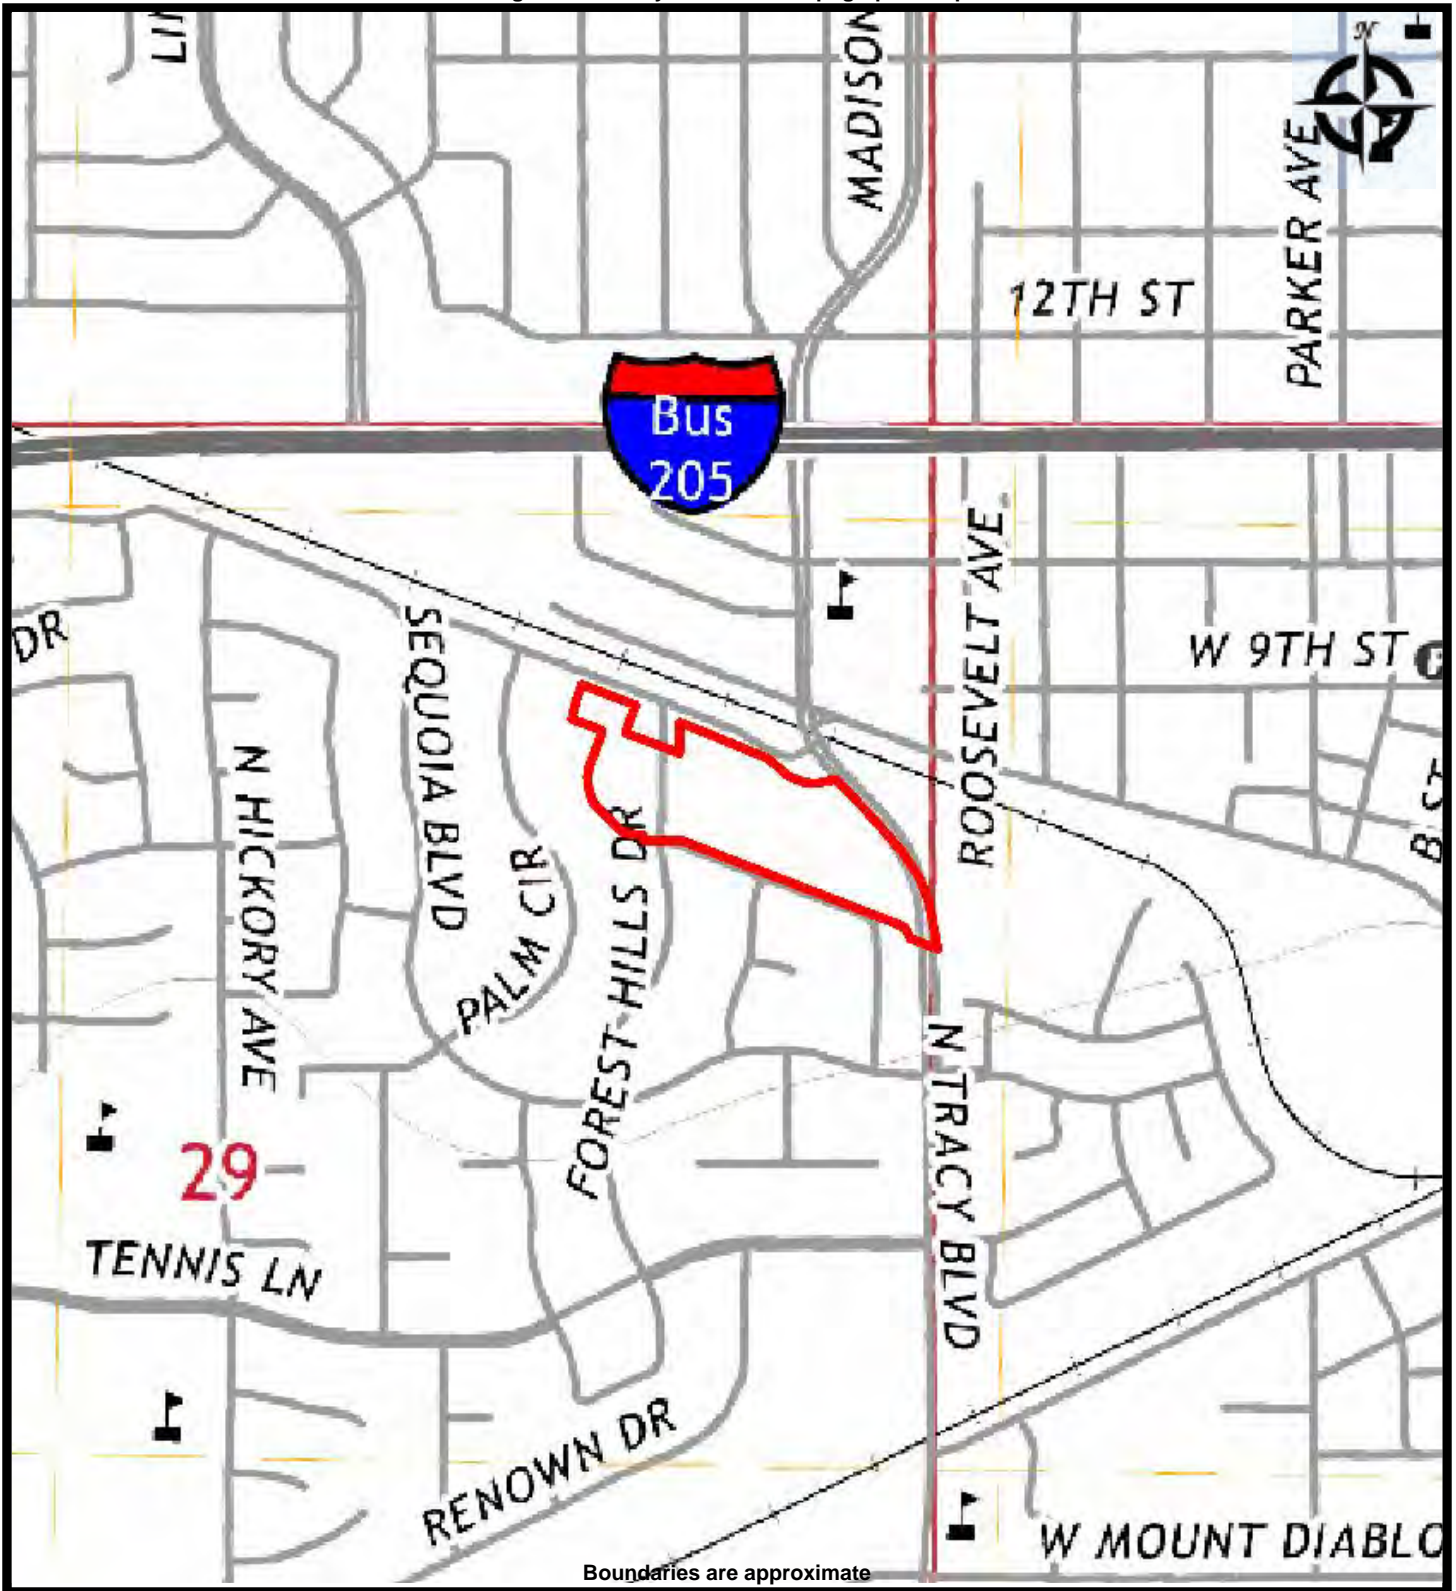 N
LIN
MADISON
PARKER AVE
12TH ST
Bus
205
ROOSEVELT AVE
W 9TH ST
DR
SEQUOIA BLVD
N HICKORY AVE
PALM CIR
FOREST HILLS DR
N TRACY BLVD
29
TENNIS LN
RENOWN DR
W MOUNT DIABLO
Boundaries are approximate